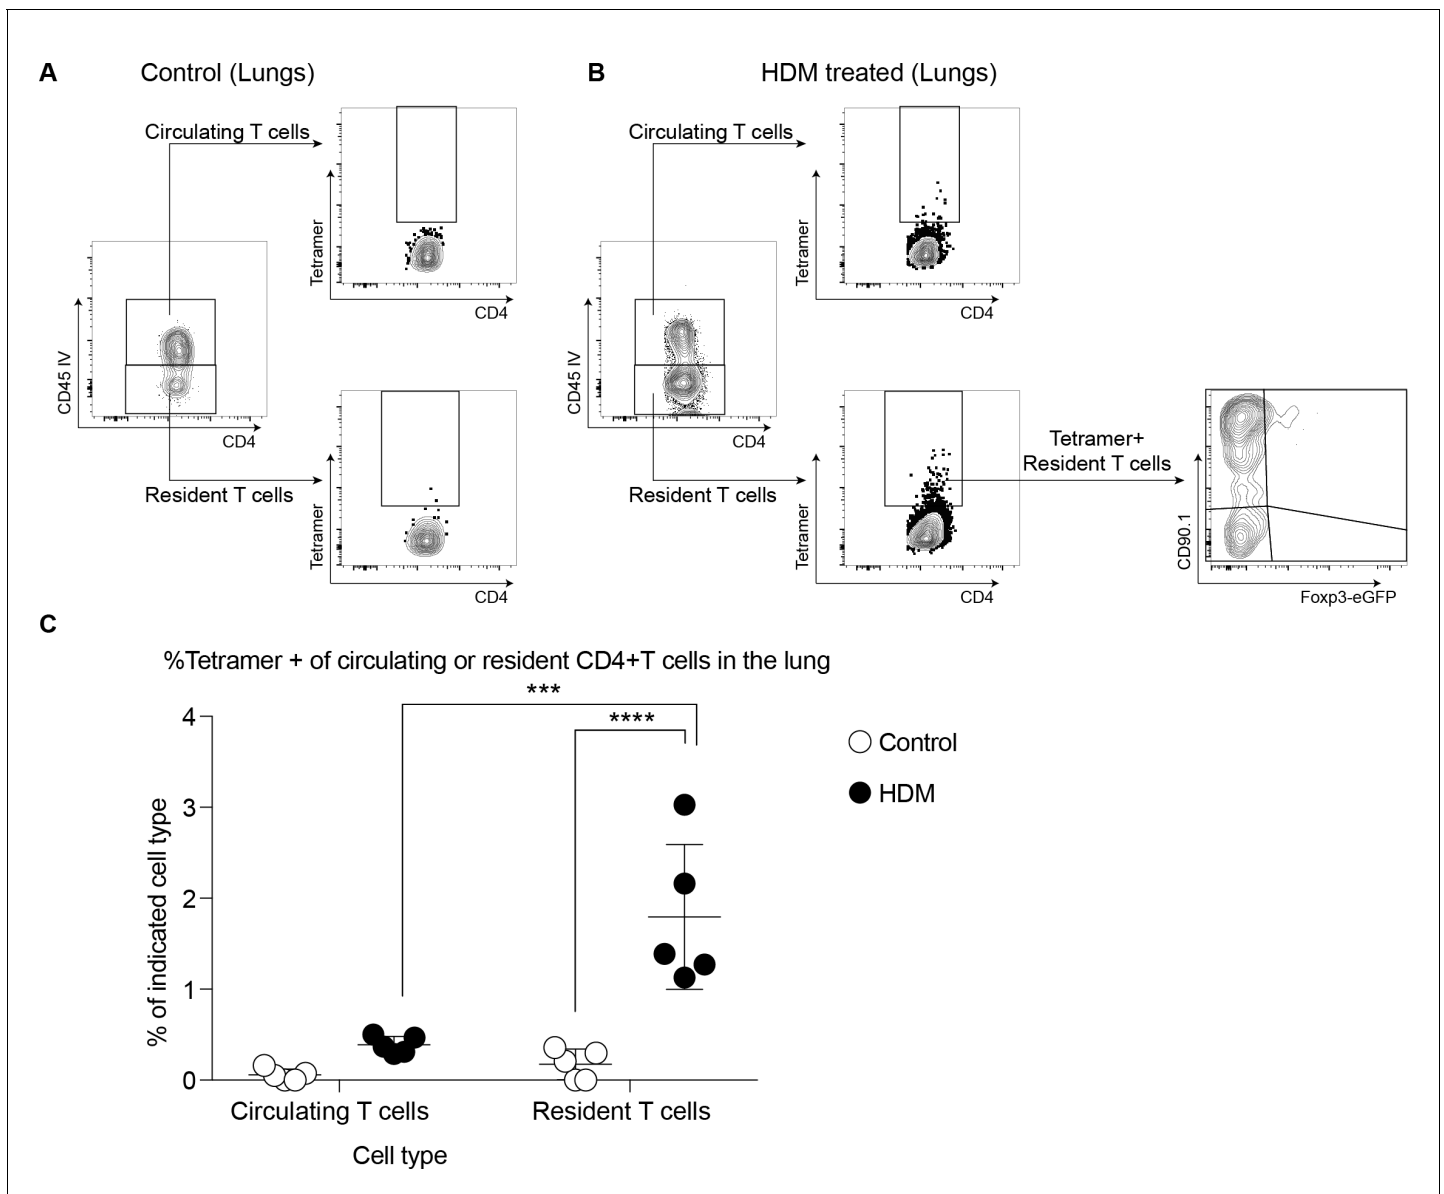 A
Control (Lungs)
Circulating T cells
Tetramer
CD4
CD45 IV
CD4
Resident T cells
Tetramer
CD4
B
HDM treated (Lungs)
Circulating T cells
Tetramer
CD4
CD45 IV
CD4
Resident T cells
Tetramer
CD4
Tetramer+
Resident T cells
CD90.1
Foxp3-eGFP
C
%Tetramer + of circulating or resident CD4+T cells in the lung
***
****
% of indicated cell type
4
3
2
1
0
Circulating T cells
Resident T cells
Cell type
Control
HDM